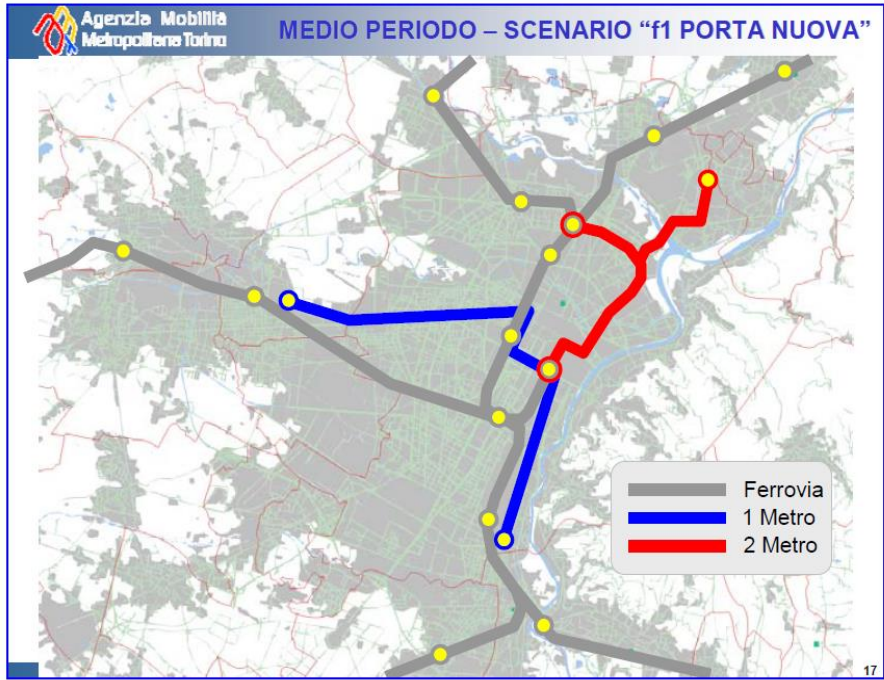 Agenzia Mobilità
Metropolitana Torino
MEDIO PERIODO – SCENARIO “f1 PORTA NUOVA”
Ferrovia
1 Metro
2 Metro
17